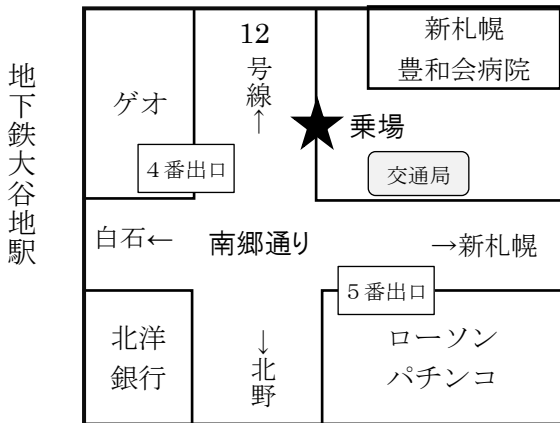 地下鉄大谷地駅
ゲオ
12
号線→
新札幌
豊和会病院
★乗場
交通局
４番出口
白石←
南郷通り
→新札幌
５番出口
北洋
銀行
→北野
ローソン
パチンコ